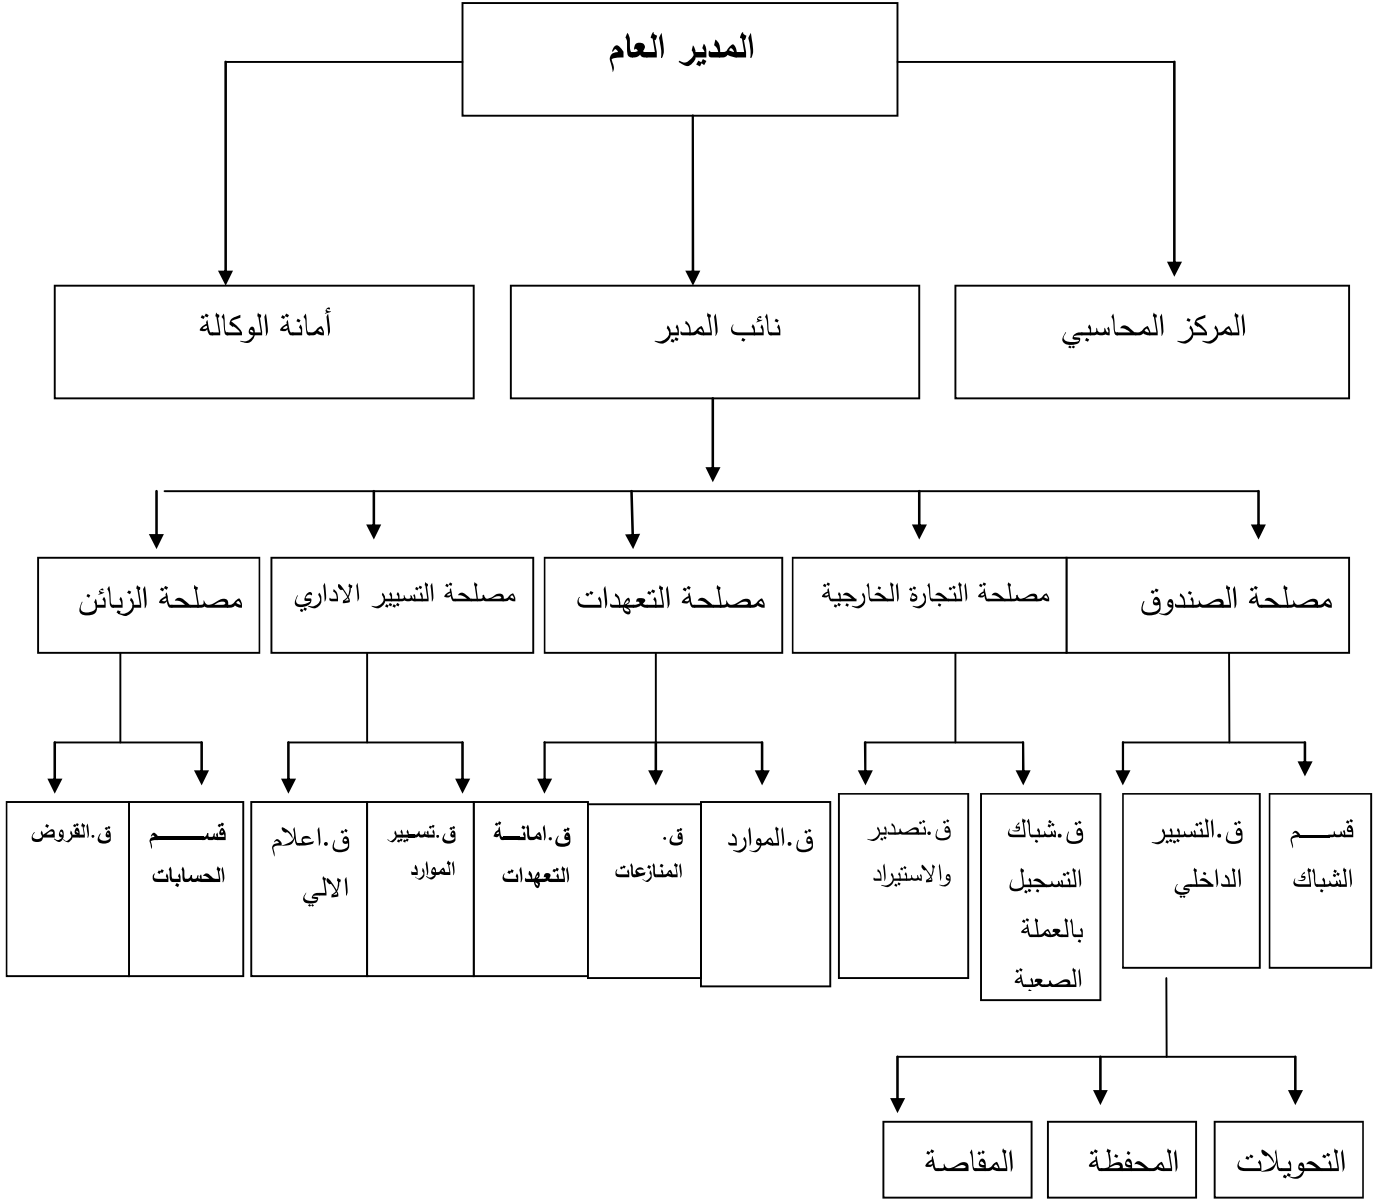 المدير العام
المركز المحاسبي
نائب المدير
أمانة الوكالة
مصلحة الصندوق
مصلحة التجارة الخارجية
مصلحة التعهدات
مصلحة التسيير الاداري
مصلحة الزبائن
قسم
الشباك
ق.التسيير
الداخلي
ق.شباك
التسجيل
بالعملة
الصعبة
ق.تصدير
والاستيراد
ق.الموارد
ق.
المنازعات
ق.امانة
التعهدات
ق.تسيير
الموارد
ق.اعلام
الالي
قسم
الحسابات
ق.القروض
التحويلات
المحفظة
المقاصة